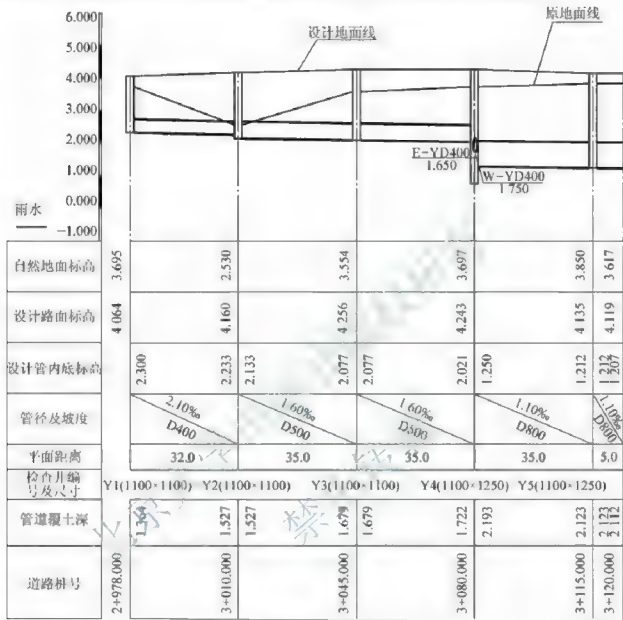 6.000
5.000
4.000
3.000
2.000
1.000
0.000
-1.000
原地面线
设计地面线
E-YD400
1.650
W-YD400
1.750
雨水
自然地面标高 3.695 2.530 3.554 3.697 3.850 3.617
设计路面标高 4.064 4.160 4.256 4.243 4.135 4.119
设计管内底标高 2.300 2.233 2.133 2.077 2.077 2.021 1.250 1.212 1.212 1.207
管径及坡度 2.10‰ D400 1.60‰ D500 1.60‰ D500 1.10‰ D800 1.10‰ D800
平面距离 32.0 35.0 35.0 35.0 5.0
检查井编号及尺寸 Y1(1100×1100) Y2(1100×1100) Y3(1100×1100) Y4(1100×1250) Y5(1100×1250)
管道覆土深 1.364 1.527 1.527 1.679 1.679 1.722 2.193 2.123 2.123 2.112
道路桩号 2+978.000 3+010.000 3+045.000 3+080.000 3+115.000 3+120.000